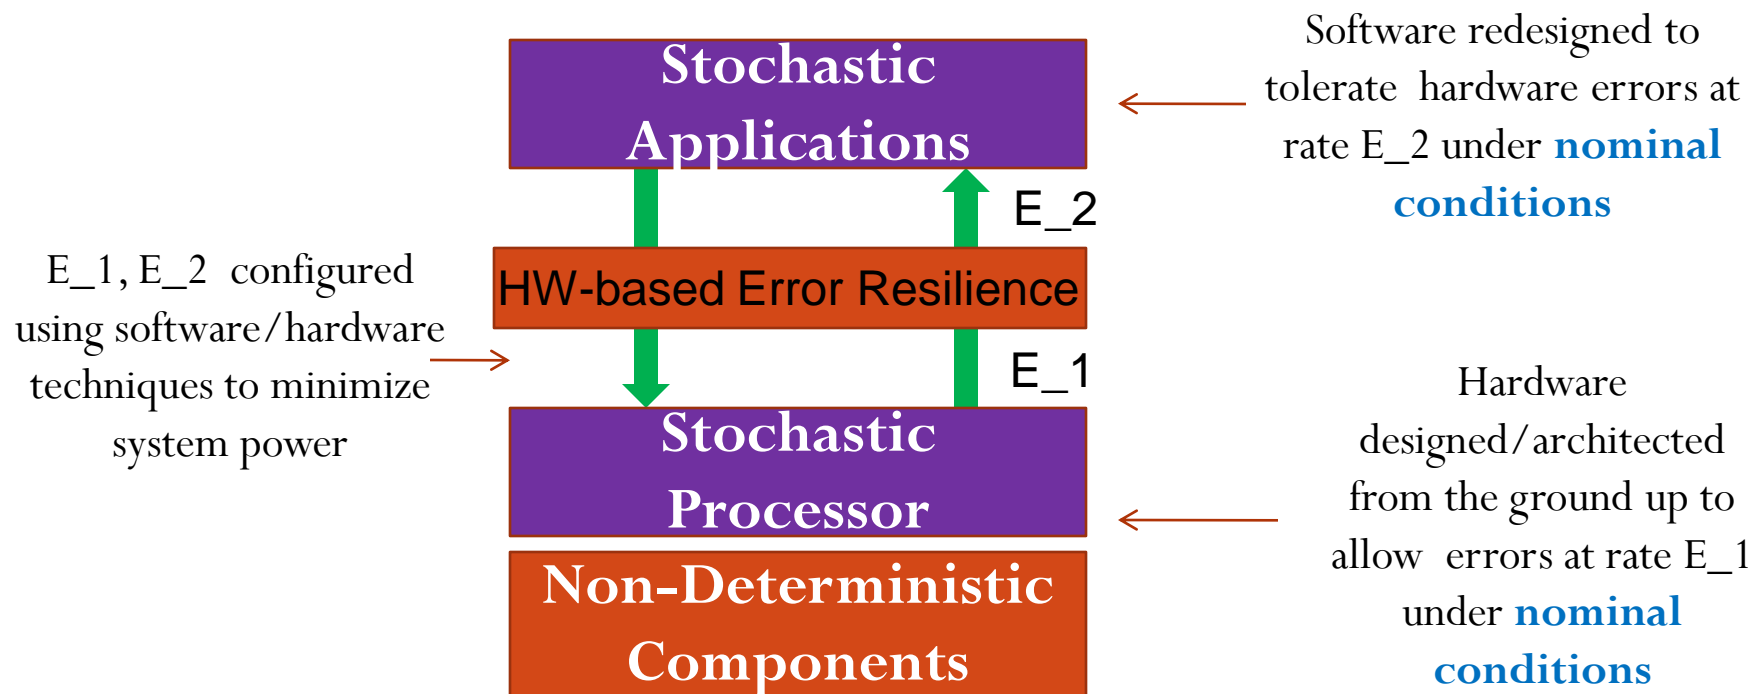 Stochastic
Applications
Software redesigned to
tolerate hardware errors at
rate E_2 under nominal
conditions
E_2
HW-based Error Resilience
E_1, E_2 configured
using software/hardware
techniques to minimize
system power
E_1
Stochastic
Processor
Hardware
designed/architected
from the ground up to
allow errors at rate E_1
under nominal
conditions
Non-Deterministic
Components